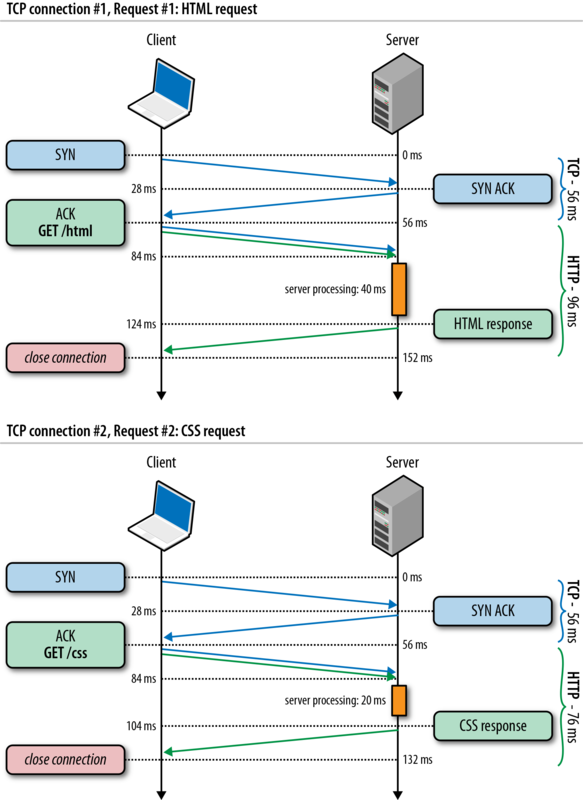 TCP connection #1, Request #1: HTML request
Client
Server
SYN
0 ms
28 ms
SYN ACK
TCP - 56 ms
ACK
GET /html
56 ms
84 ms
server processing: 40 ms
HTTP - 96 ms
124 ms
HTML response
close connection
152 ms
TCP connection #2, Request #2: CSS request
Client
Server
SYN
0 ms
28 ms
SYN ACK
TCP - 56 ms
ACK
GET /css
56 ms
84 ms
server processing: 20 ms
HTTP - 76 ms
104 ms
CSS response
close connection
132 ms